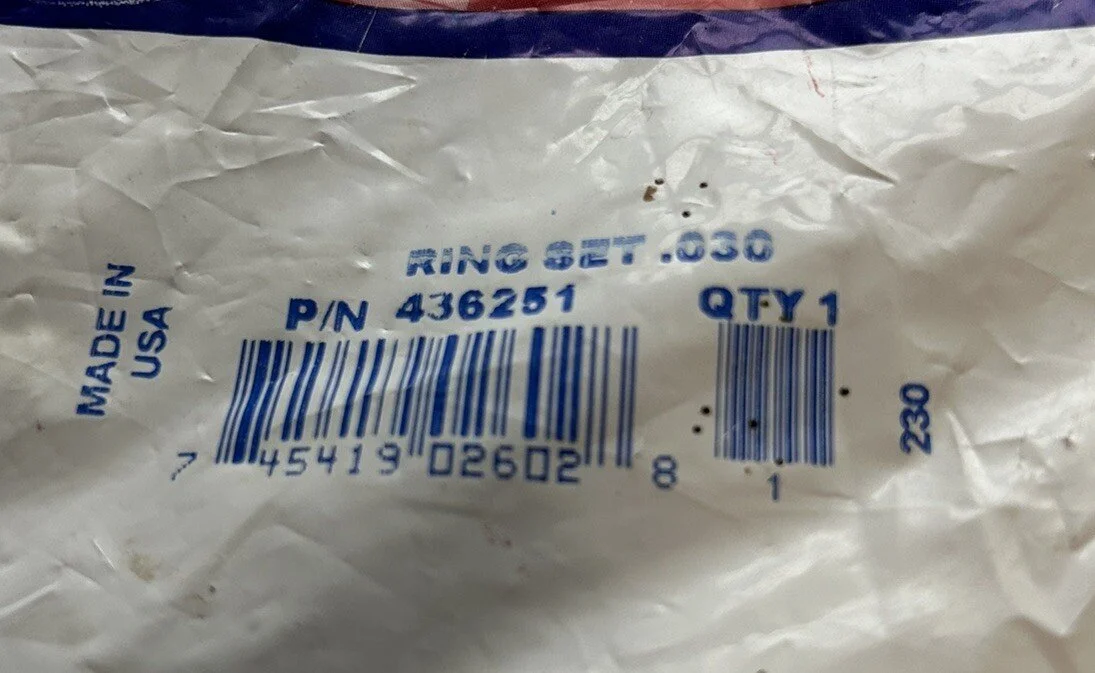 RING SET .030
P/N 436251
QTY 1
MADE IN
USA
7 45419 02602 8
1
230